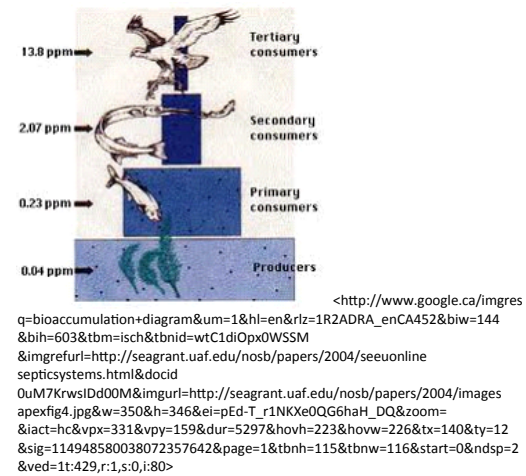 13.8 ppm
Tertiary
consumers
2.07 ppm
Secondary
consumers
0.23 ppm
Primary
consumers
0.04 ppm
Producers
<http://www.google.ca/imgres
q=bioaccumulation+diagram&um=1&hl=en&rlz=1R2ADRA_enCA452&biw=144
&bih=603&tbm=isch&tbnid=wtC1diOpx0WSSM
&imgrefurl=http://seagrant.uaf.edu/nosb/papers/2004/seeuonline
septicsystems.html&docid
0uM7KrwsIDd00M&imgurl=http://seagrant.uaf.edu/nosb/papers/2004/images
apexfig4.jpg&w=350&h=346&ei=pEd-T_r1NKXe0QG6haH_DQ&zoom=
&iact=hc&vpx=331&vpy=159&dur=5297&hovh=223&hovw=226&tx=140&ty=12
&sig=114948580038072357642&page=1&tbnh=115&tbnw=116&start=0&ndsp=2
&ved=1t:429,r:1,s:0,i:80>